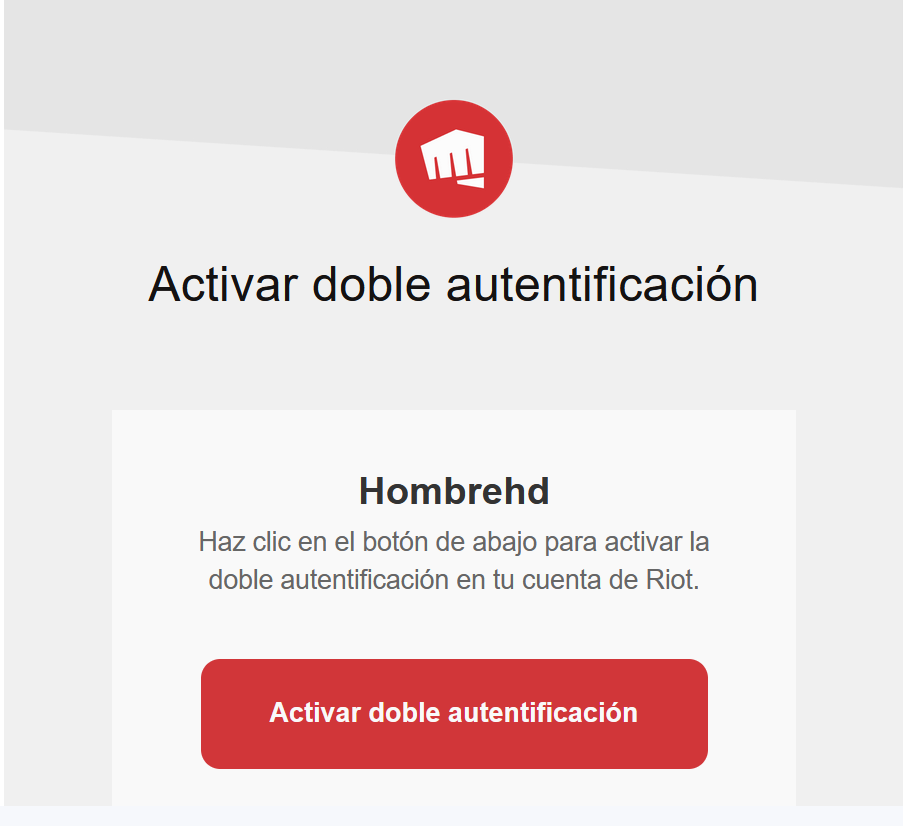 Activar doble autentificación
Hombrehd
Haz clic en el botón de abajo para activar la
doble autentificación en tu cuenta de Riot.
Activar doble autentificación